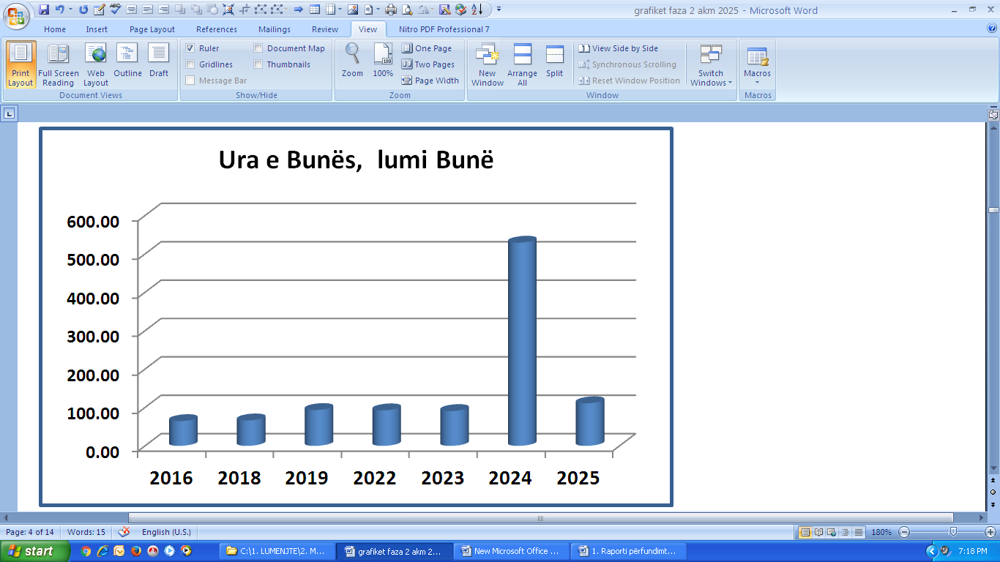 grafiket faza 2 akm 2025 - Microsoft Word
Home Insert Page Layout References Mailings Review View Nitro PDF Professional 7
Print Layout
Full Screen Reading
Web Layout
Outline
Draft
Document Views
Ruler
Gridlines
Message Bar
Document Map
Thumbnails
Show/Hide
Zoom
100%
One Page
Two Pages
Page Width
Zoom
New Window
Arrange All
Split
View Side by Side
Synchronous Scrolling
Reset Window Position
Window
Switch Windows
Macros
Macros
Ura e Bunës, lumi Bunë
600.00
500.00
400.00
300.00
200.00
100.00
0.00
2016 2018 2019 2022 2023 2024 2025
Page: 4 of 14 Words: 15 English (U.S.) 180%
start C:\1. LUMENJTE\2. M... grafiket faza 2 akm 2... New Microsoft Office ... 1. Raporti përfundimt... 7:18 PM